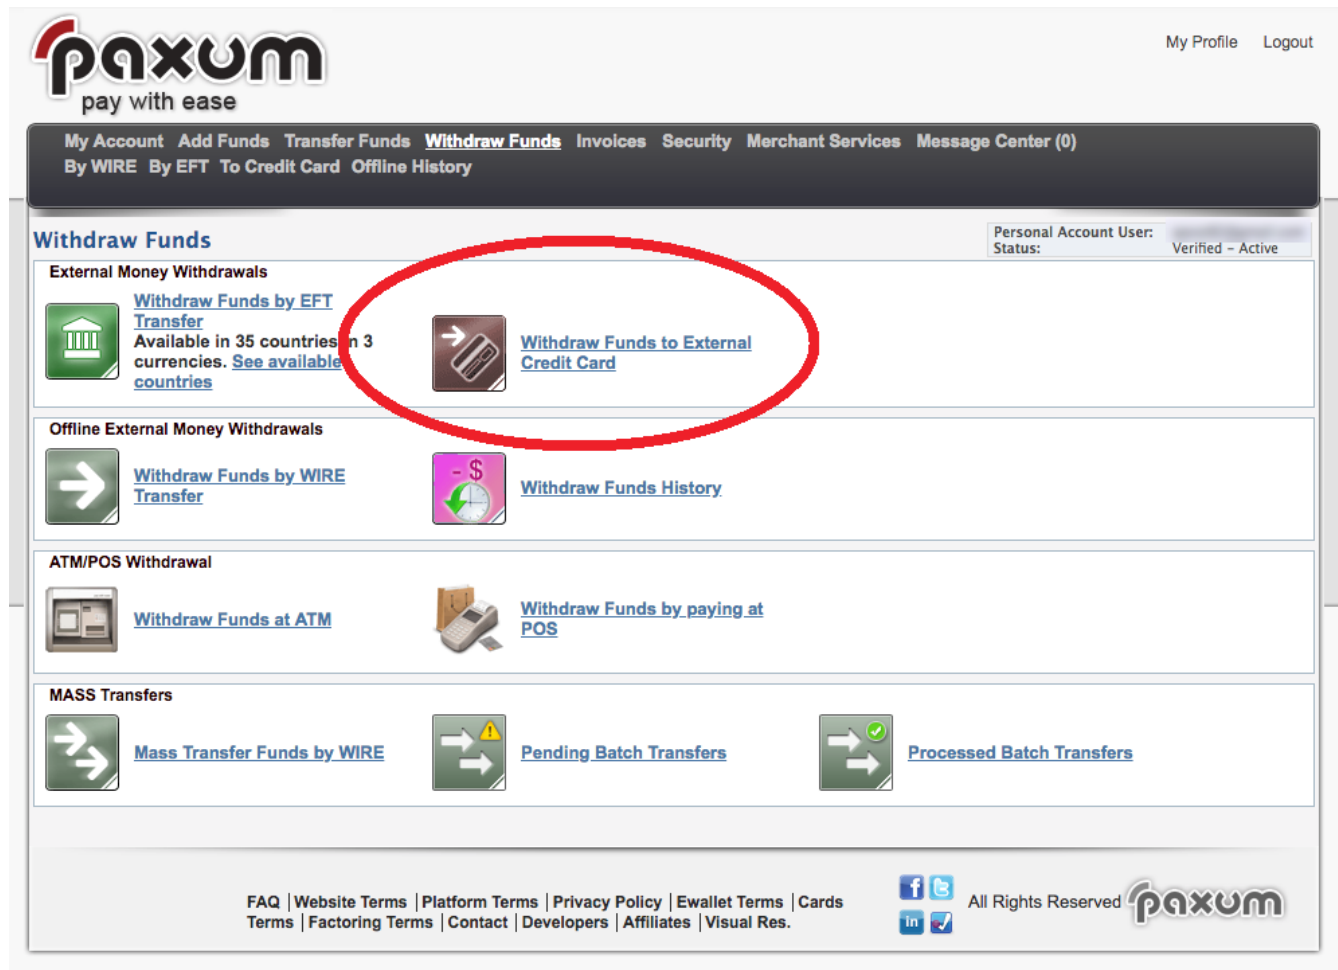 paxum
pay with ease
My Profile Logout
My Account Add Funds Transfer Funds Withdraw Funds Invoices Security Merchant Services Message Center (0)
By WIRE By EFT To Credit Card Offline History
Withdraw Funds
Personal Account User:
Status: Verified – Active
External Money Withdrawals
Withdraw Funds by EFT
Transfer
Available in 35 countries in 3
currencies. See available
countries
Withdraw Funds to External
Credit Card
Offline External Money Withdrawals
Withdraw Funds by WIRE
Transfer
- $
Withdraw Funds History
ATM/POS Withdrawal
Withdraw Funds at ATM
Withdraw Funds by paying at
POS
MASS Transfers
Mass Transfer Funds by WIRE
Pending Batch Transfers
Processed Batch Transfers
FAQ | Website Terms | Platform Terms | Privacy Policy | Ewallet Terms | Cards
Terms | Factoring Terms | Contact | Developers | Affiliates | Visual Res.
All Rights Reserved paxum